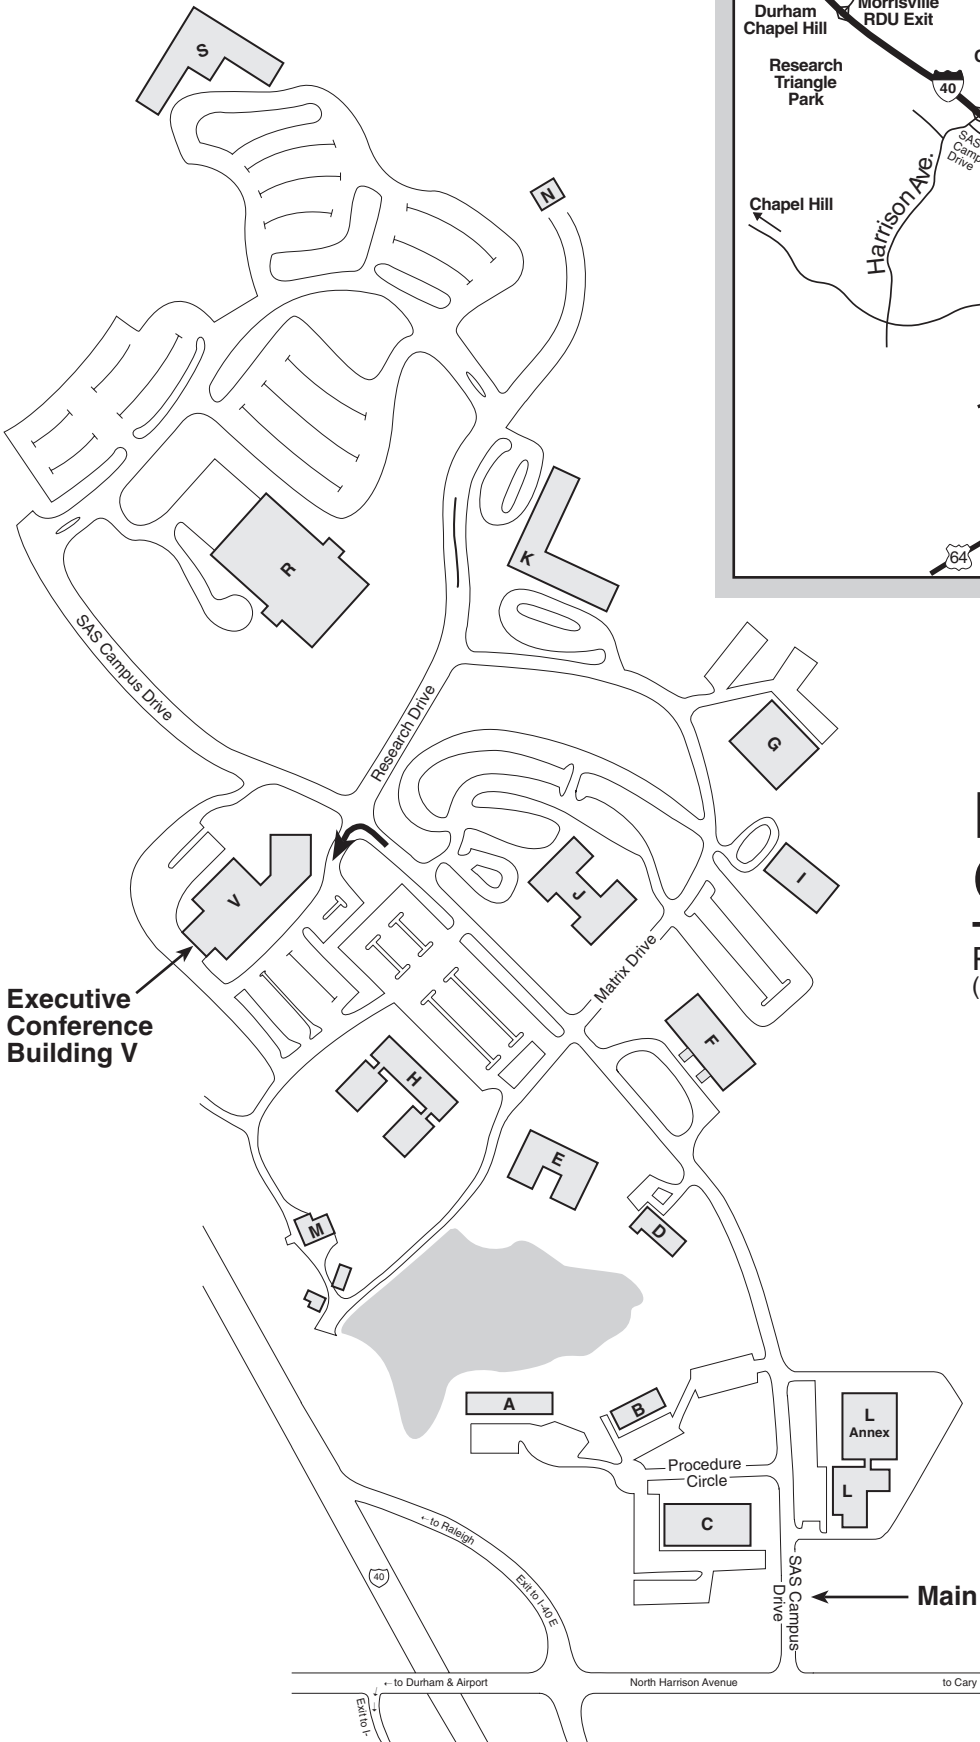 S
N
Durham
Chapel Hill
Morrisville
RDU Exit
Research
Triangle
Park
40
SAS
Drive
Harrison Ave.
Chapel Hill
64
K
R
SAS Campus Drive
Research Drive
G
V
J
I
Matrix Drive
Executive
Conference
Building V
F
H
E
D
M
A
B
L
Annex
L
Procedure
Circle
C
SAS Campus
Drive
Main
←to Raleigh
Exit to I-40 E
40
←to Durham & Airport
North Harrison Avenue
to Cary
Exit to I-